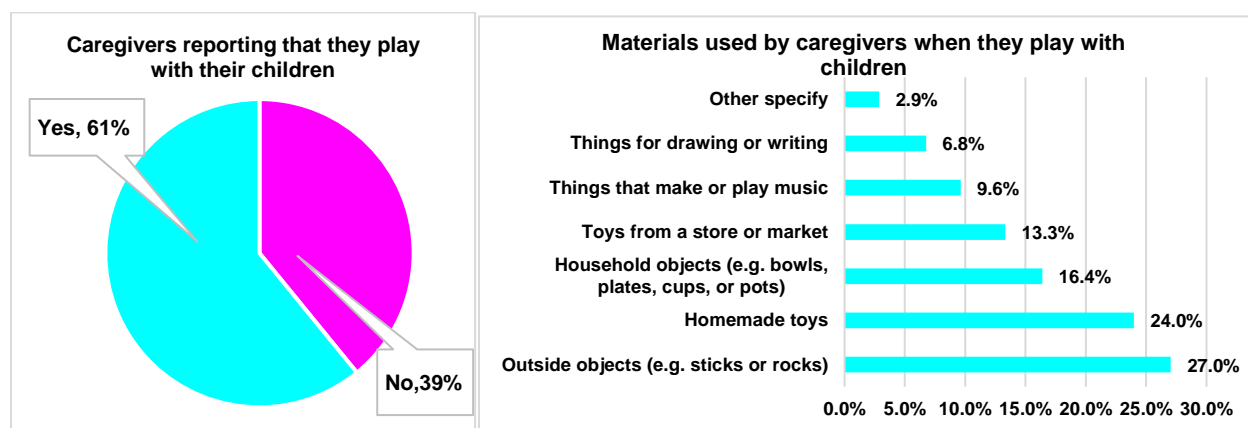 Caregivers reporting that they play
with their children
Yes, 61%
No,39%
Materials used by caregivers when they play with
children
Other specify
2.9%
Things for drawing or writing
6.8%
Things that make or play music
9.6%
Toys from a store or market
13.3%
Household objects (e.g. bowls,
plates, cups, or pots)
16.4%
Homemade toys
24.0%
Outside objects (e.g. sticks or rocks)
27.0%
0.0% 5.0% 10.0% 15.0% 20.0% 25.0% 30.0%